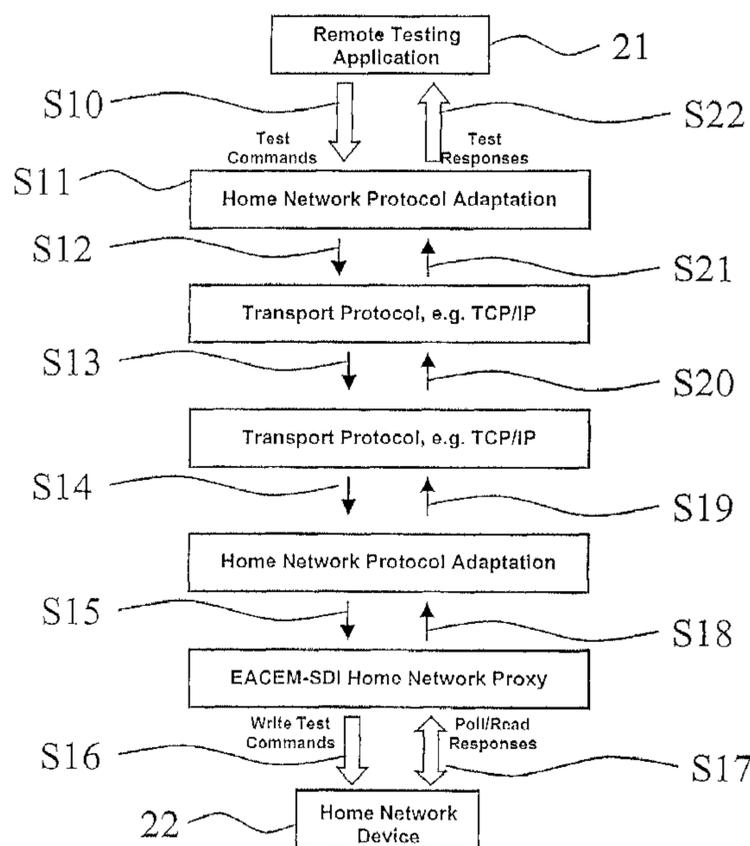 Remote Testing
Application
21
S10
S22
Test
Commands
Test
Responses
S11
Home Network Protocol Adaptation
S12
S21
Transport Protocol, e.g. TCP/IP
S13
S20
Transport Protocol, e.g. TCP/IP
S14
S19
Home Network Protocol Adaptation
S15
S18
EACEM-SDI Home Network Proxy
Write Test
Commands
Poll/Read
Responses
S16
S17
Home Network
Device
22